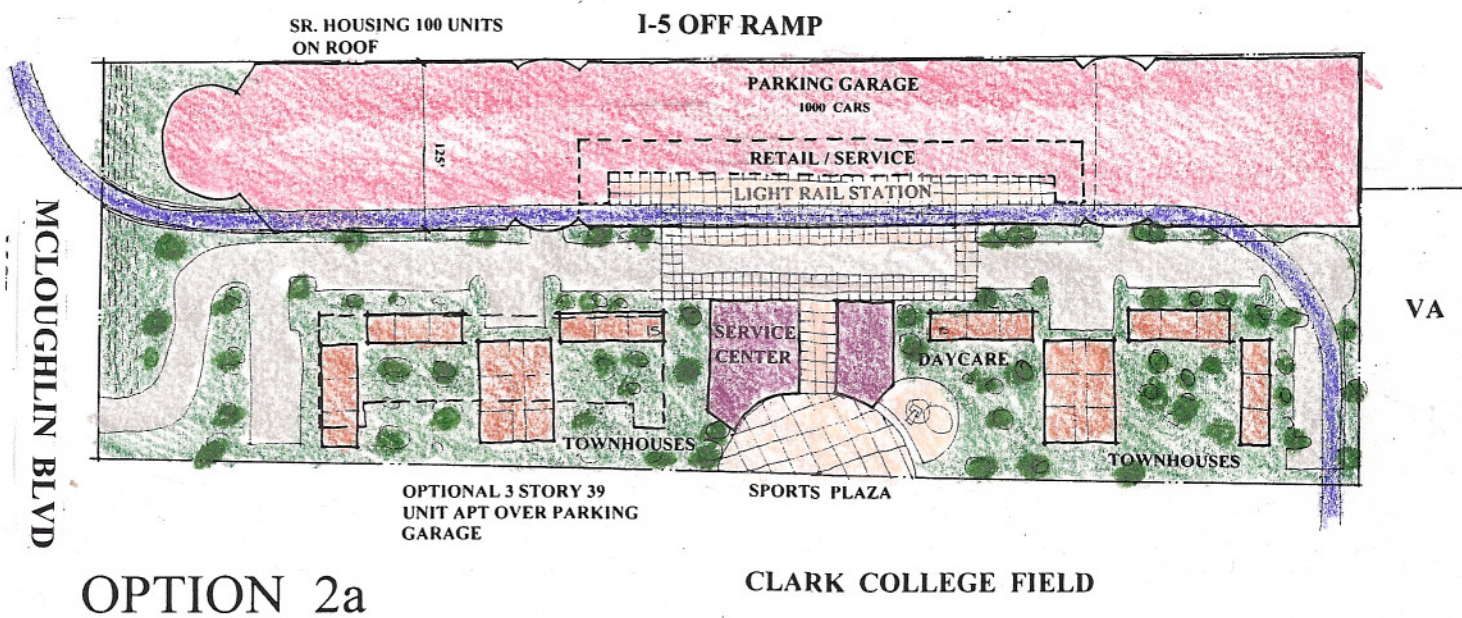 SR. HOUSING 100 UNITS
ON ROOF
I-5 OFF RAMP
PARKING GARAGE
1000 CARS
125'
RETAIL / SERVICE
LIGHT RAIL STATION
MCLOUGHLIN BLVD
VA
SERVICE
CENTER
15
DAYCARE
TOWNHOUSES
TOWNHOUSES
OPTIONAL 3 STORY 39
UNIT APT OVER PARKING
GARAGE
SPORTS PLAZA
CLARK COLLEGE FIELD
OPTION 2a